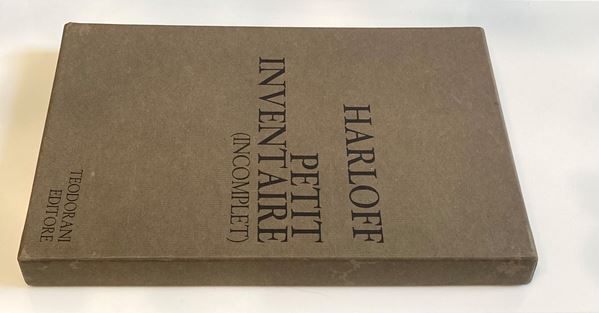 HARLOFF
PETIT
INVENTAIRE
(INCOMPLET)
TEODORANI
EDITORE